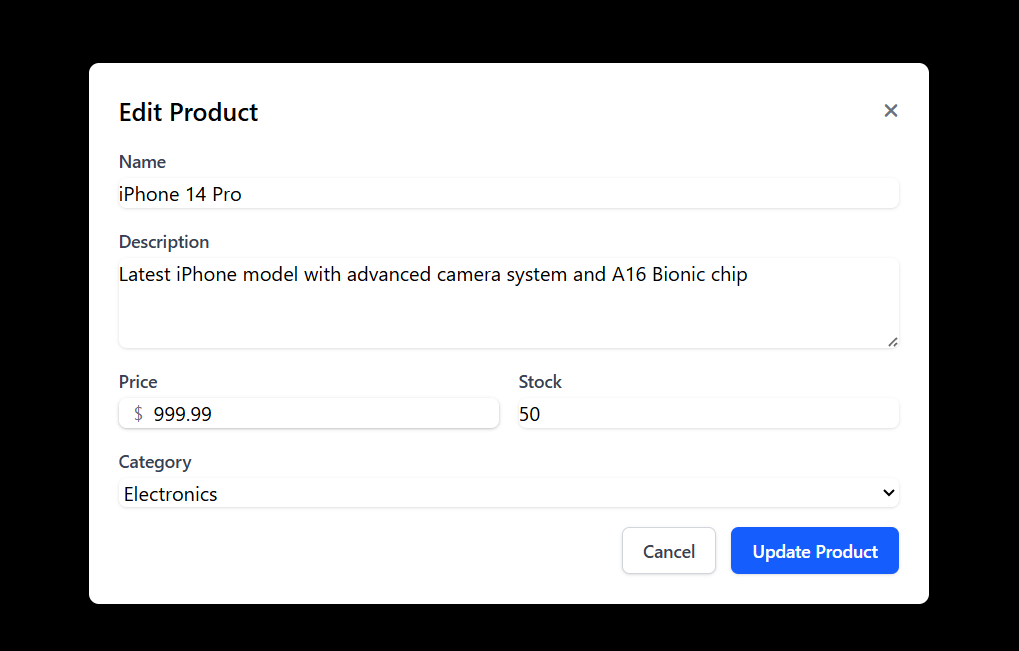 Edit Product
Name
iPhone 14 Pro
Description
Latest iPhone model with advanced camera system and A16 Bionic chip
Price
Stock
$ 999.99
50
Category
Electronics
Cancel
Update Product